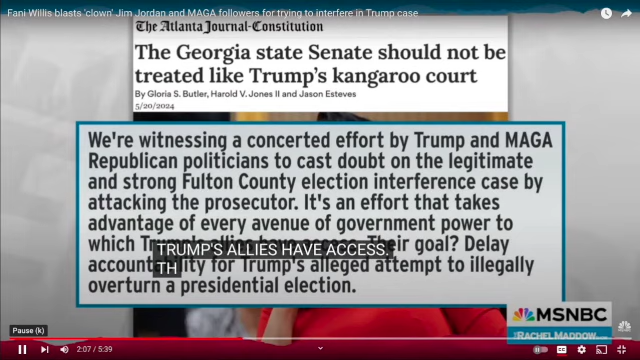 Fani Willis blasts 'clown' Jim Jordan and MAGA followers for trying to interfere in Trump case
The Atlanta Journal-Constitution
The Georgia state Senate should not be
treated like Trump's kangaroo court
By Gloria S. Butler, Harold V. Jones II and Jason Esteves
5/20/2024
We're witnessing a concerted effort by Trump and MAGA
Republican politicians to cast doubt on the legitimate
and strong Fulton County election interference case by
attacking the prosecutor. It's an effort that takes
advantage of every avenue of government power to
which Their goal? Delay
TRUMP'S ALLIES HAVE ACCESS.
TH
accountability for Trump's alleged attempt to illegally
overturn a presidential election.
MSNBC
THE RACHEL MADDOW
Pause (k)
2:07 / 5:39